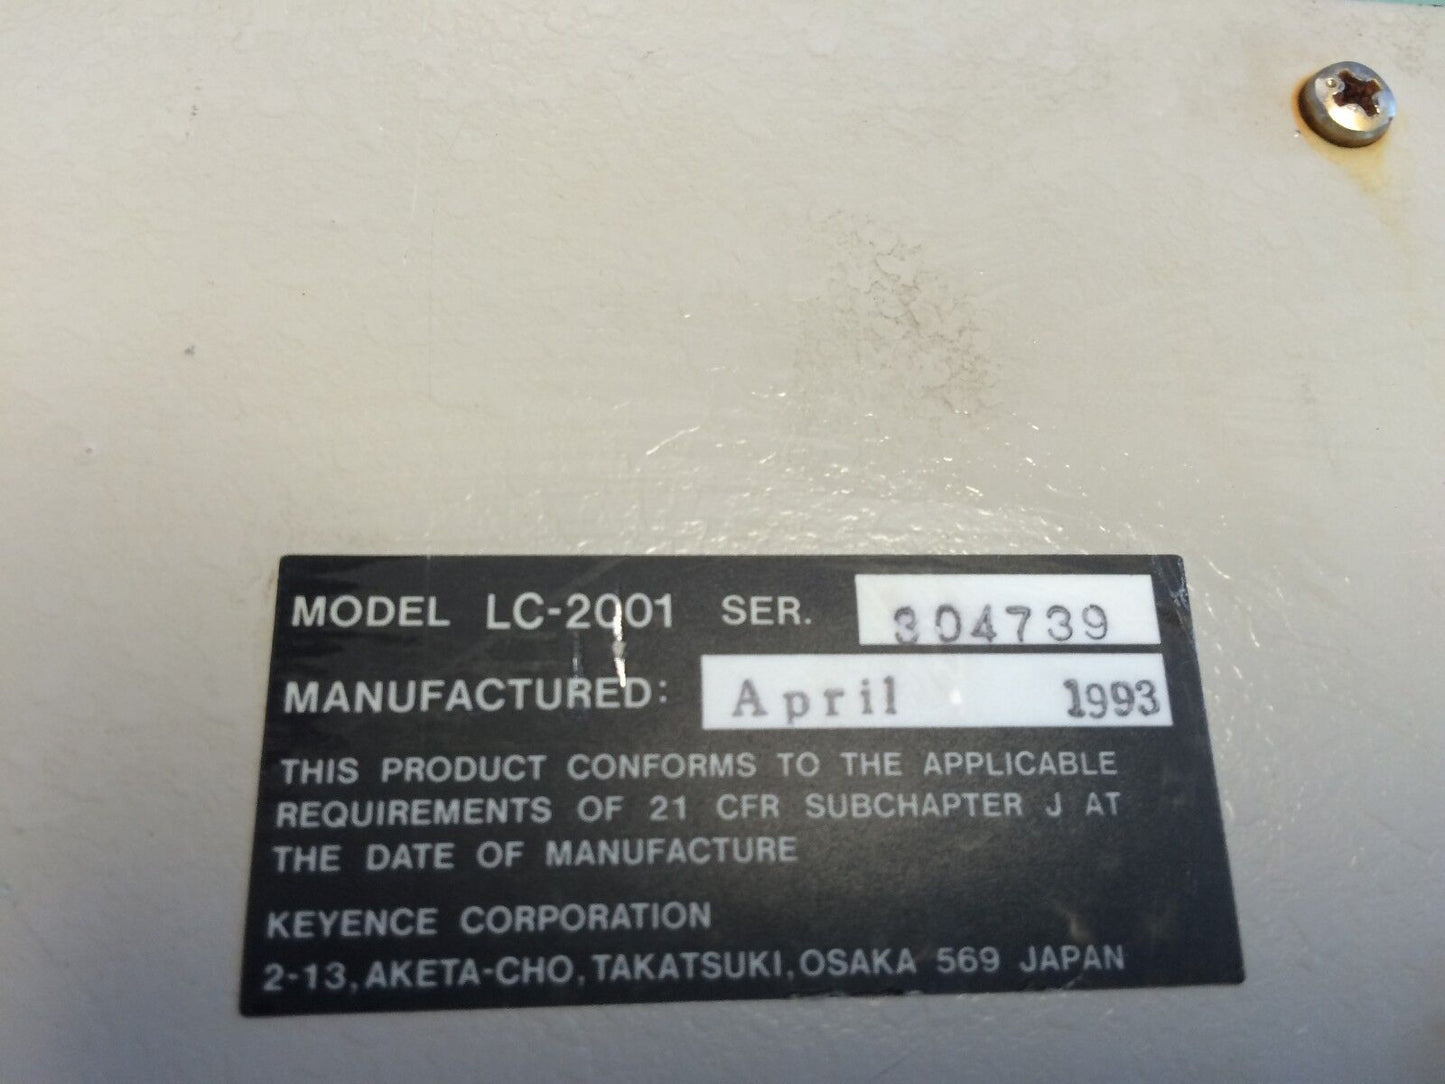 MODEL LC-2001 SER. 304739
MANUFACTURED: April 1993
THIS PRODUCT CONFORMS TO THE APPLICABLE
REQUIREMENTS OF 21 CFR SUBCHAPTER J AT
THE DATE OF MANUFACTURE
KEYENCE CORPORATION
2-13, AKETA-CHO, TAKATSUKI, OSAKA 569 JAPAN